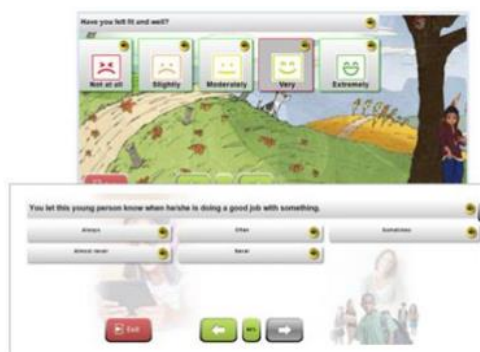 Have you felt fit and well?
Not at all
Slightly
Moderately
Very
Extremely
You let this young person know when he/she is doing a good job with something.
Always
Often
Sometimes
Almost never
Never
Exit